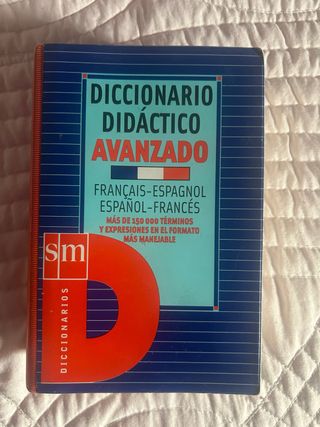 DICCIONARIO
DIDÁCTICO
AVANZADO
FRANÇAIS-ESPAGNOL
ESPAÑOL-FRANCÉS
MÁS DE 150 000 TÉRMINOS
Y EXPRESIONES EN EL FORMATO
MÁS MANEJABLE
sm
D
DICCIONARIOS